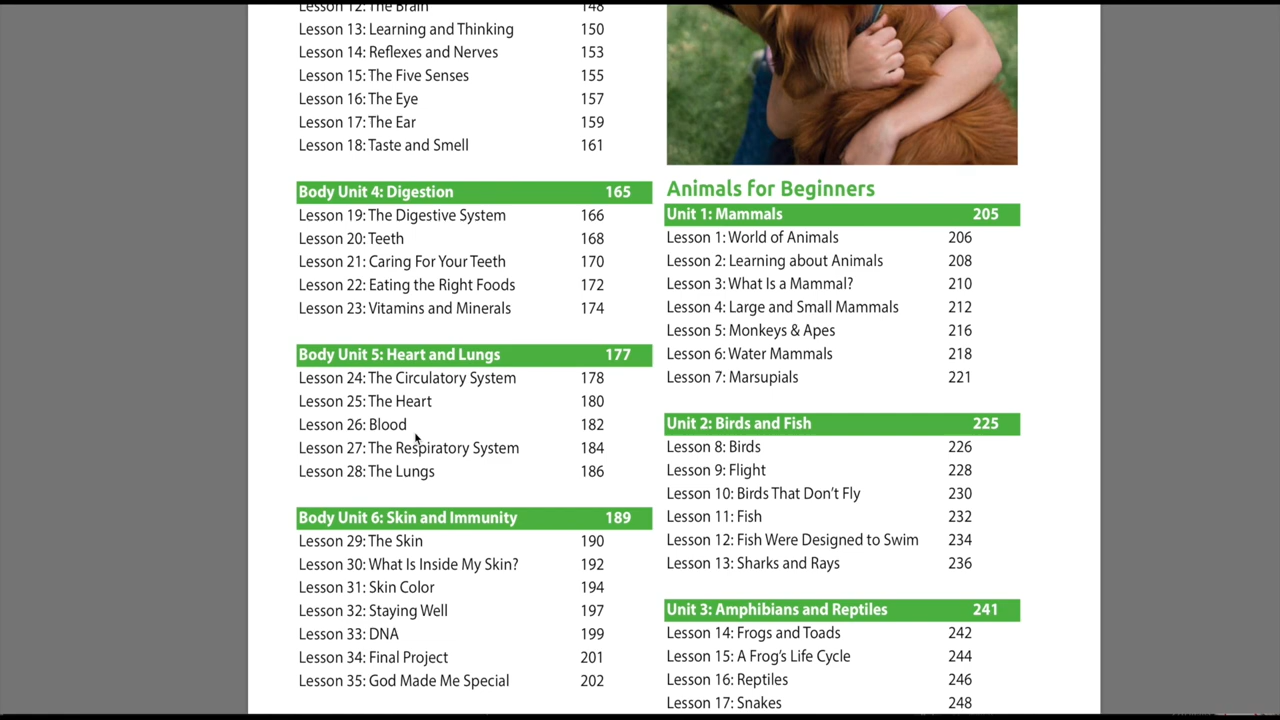 Lesson 12: The Brain 148
Lesson 13: Learning and Thinking 150
Lesson 14: Reflexes and Nerves 153
Lesson 15: The Five Senses 155
Lesson 16: The Eye 157
Lesson 17: The Ear 159
Lesson 18: Taste and Smell 161
Body Unit 4: Digestion 165
Lesson 19: The Digestive System 166
Lesson 20: Teeth 168
Lesson 21: Caring For Your Teeth 170
Lesson 22: Eating the Right Foods 172
Lesson 23: Vitamins and Minerals 174
Body Unit 5: Heart and Lungs 177
Lesson 24: The Circulatory System 178
Lesson 25: The Heart 180
Lesson 26: Blood 182
Lesson 27: The Respiratory System 184
Lesson 28: The Lungs 186
Body Unit 6: Skin and Immunity 189
Lesson 29: The Skin 190
Lesson 30: What Is Inside My Skin? 192
Lesson 31: Skin Color 194
Lesson 32: Staying Well 197
Lesson 33: DNA 199
Lesson 34: Final Project 201
Lesson 35: God Made Me Special 202
Animals for Beginners
Unit 1: Mammals 205
Lesson 1: World of Animals 206
Lesson 2: Learning about Animals 208
Lesson 3: What Is a Mammal? 210
Lesson 4: Large and Small Mammals 212
Lesson 5: Monkeys & Apes 216
Lesson 6: Water Mammals 218
Lesson 7: Marsupials 221
Unit 2: Birds and Fish 225
Lesson 8: Birds 226
Lesson 9: Flight 228
Lesson 10: Birds That Don’t Fly 230
Lesson 11: Fish 232
Lesson 12: Fish Were Designed to Swim 234
Lesson 13: Sharks and Rays 236
Unit 3: Amphibians and Reptiles 241
Lesson 14: Frogs and Toads 242
Lesson 15: A Frog’s Life Cycle 244
Lesson 16: Reptiles 246
Lesson 17: Snakes 248